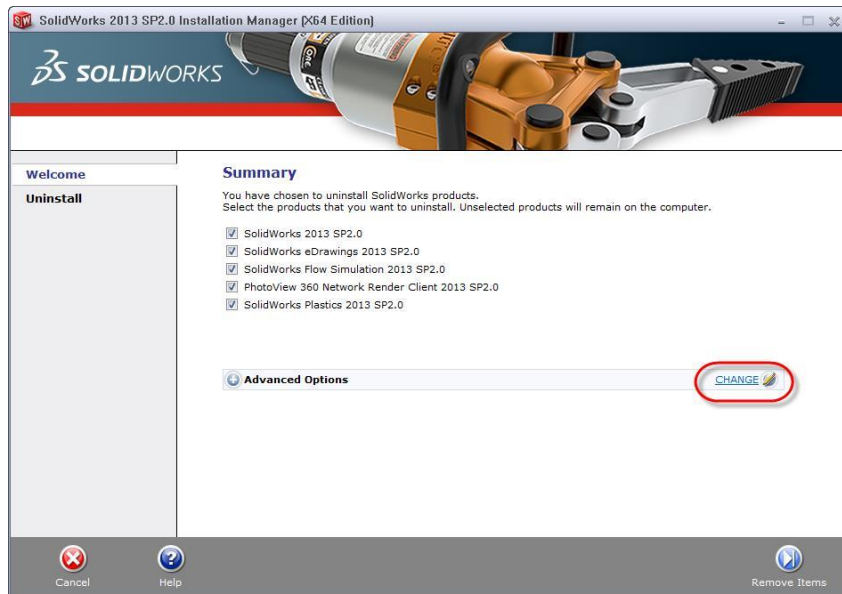 SolidWorks 2013 SP2.0 Installation Manager (X64 Edition)
SOLIDWORKS
Welcome
Uninstall
Summary
You have chosen to uninstall SolidWorks products.
Select the products that you want to uninstall. Unselected products will remain on the computer.
SolidWorks 2013 SP2.0
SolidWorks eDrawings 2013 SP2.0
SolidWorks Flow Simulation 2013 SP2.0
PhotoView 360 Network Render Client 2013 SP2.0
SolidWorks Plastics 2013 SP2.0
Advanced Options
CHANGE
Cancel
Help
Remove Items